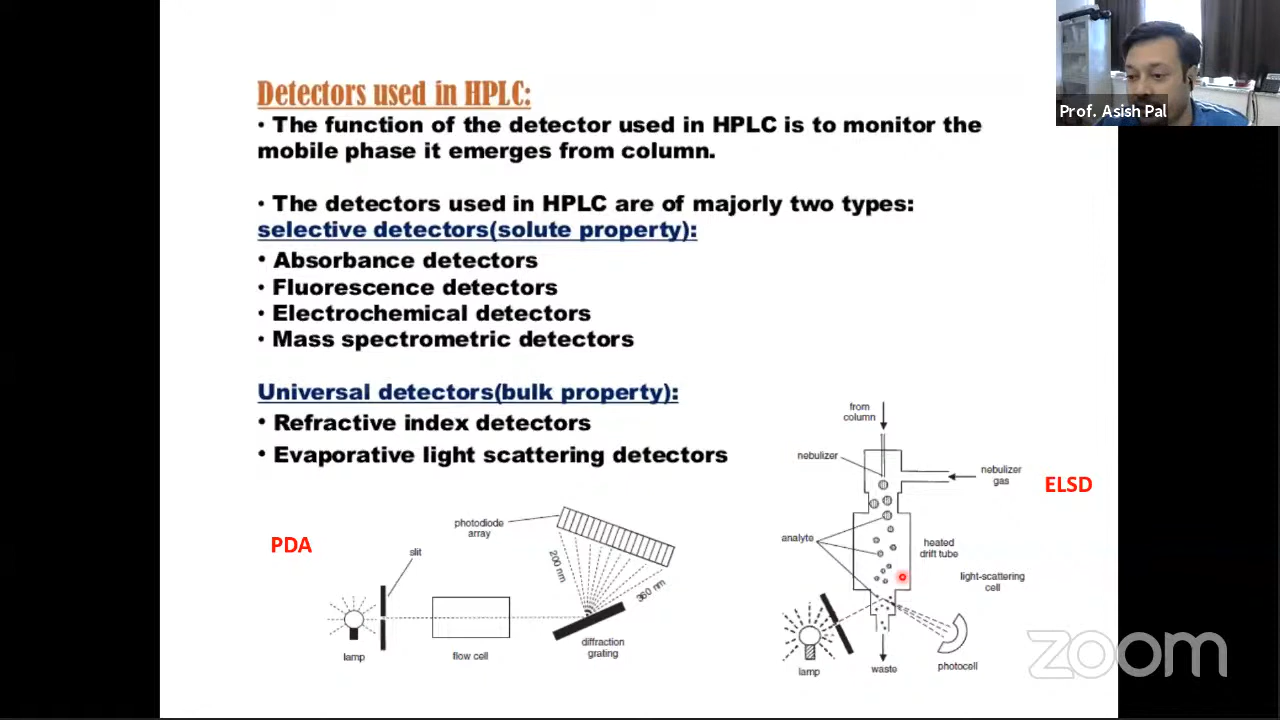 Prof. Asish Pal
Detectors used in HPLC:
• The function of the detector used in HPLC is to monitor the
mobile phase it emerges from column.
• The detectors used in HPLC are of majorly two types:
selective detectors(solute property):
• Absorbance detectors
• Fluorescence detectors
• Electrochemical detectors
• Mass spectrometric detectors
Universal detectors(bulk property):
• Refractive index detectors
• Evaporative light scattering detectors
PDA
photodiode
array
slit
200 nm
360 nm
lamp
flow cell
diffraction
grating
from
column
nebulizer
nebulizer
gas
ELSD
analyte
heated
drift tube
light-scattering
cell
lamp
waste
photocell
zoom